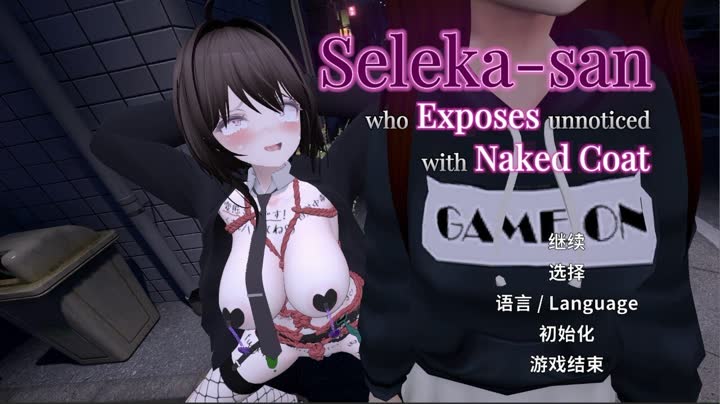 Seleka-san
who Exposes unnoticed
with Naked Coat
GAME ON
继续
选择
语言 / Language
初始化
游戏结束